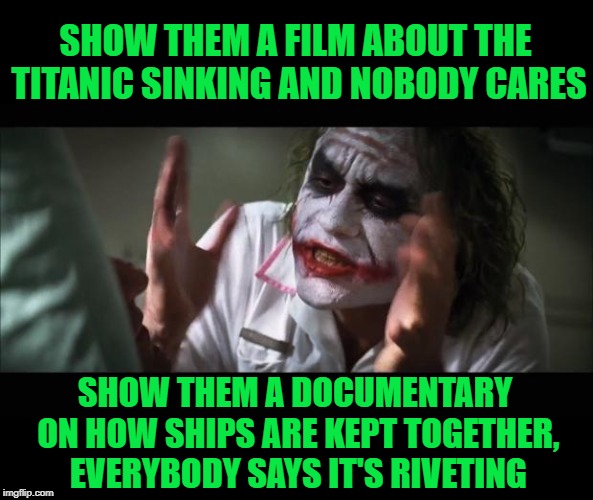 SHOW THEM A FILM ABOUT THE
TITANIC SINKING AND NOBODY CARES
SHOW THEM A DOCUMENTARY
ON HOW SHIPS ARE KEPT TOGETHER,
EVERYBODY SAYS IT'S RIVETING
imgflip.com